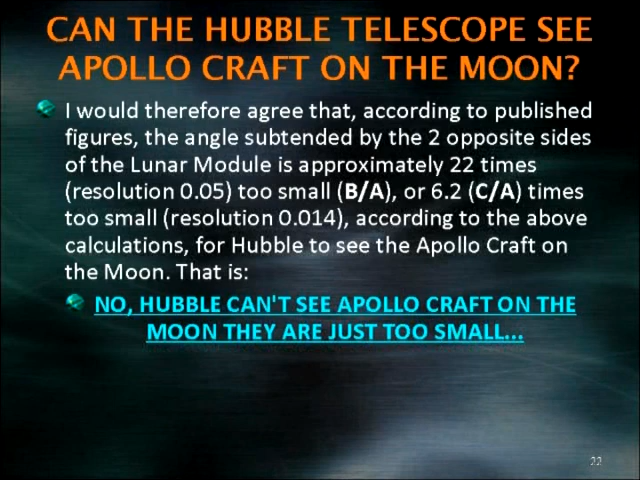 CAN THE HUBBLE TELESCOPE SEE
APOLLO CRAFT ON THE MOON?
I would therefore agree that, according to published
figures, the angle subtended by the 2 opposite sides
of the Lunar Module is approximately 22 times
(resolution 0.05) too small (B/A), or 6.2 (C/A) times
too small (resolution 0.014), according to the above
calculations, for Hubble to see the Apollo Craft on
the Moon. That is:
NO, HUBBLE CAN'T SEE APOLLO CRAFT ON THE
MOON THEY ARE JUST TOO SMALL...
22